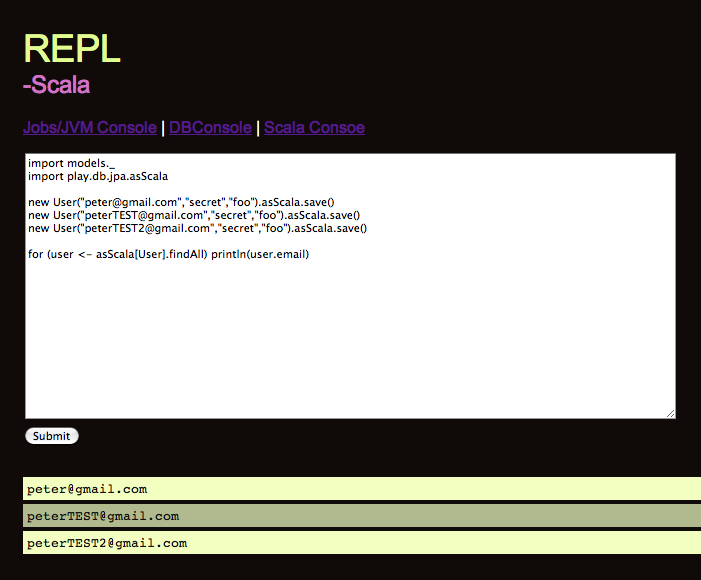 REPL
-Scala
Jobs/JVM Console | DBConsole | Scala Consoe
import models._
import play.db.jpa.asScala
new User("peter@gmail.com","secret","foo").asScala.save()
new User("peterTEST@gmail.com","secret","foo").asScala.save()
new User("peterTEST2@gmail.com","secret","foo").asScala.save()
for (user <- asScala[User].findAll) println(user.email)
Submit
peter@gmail.com
peterTEST@gmail.com
peterTEST2@gmail.com